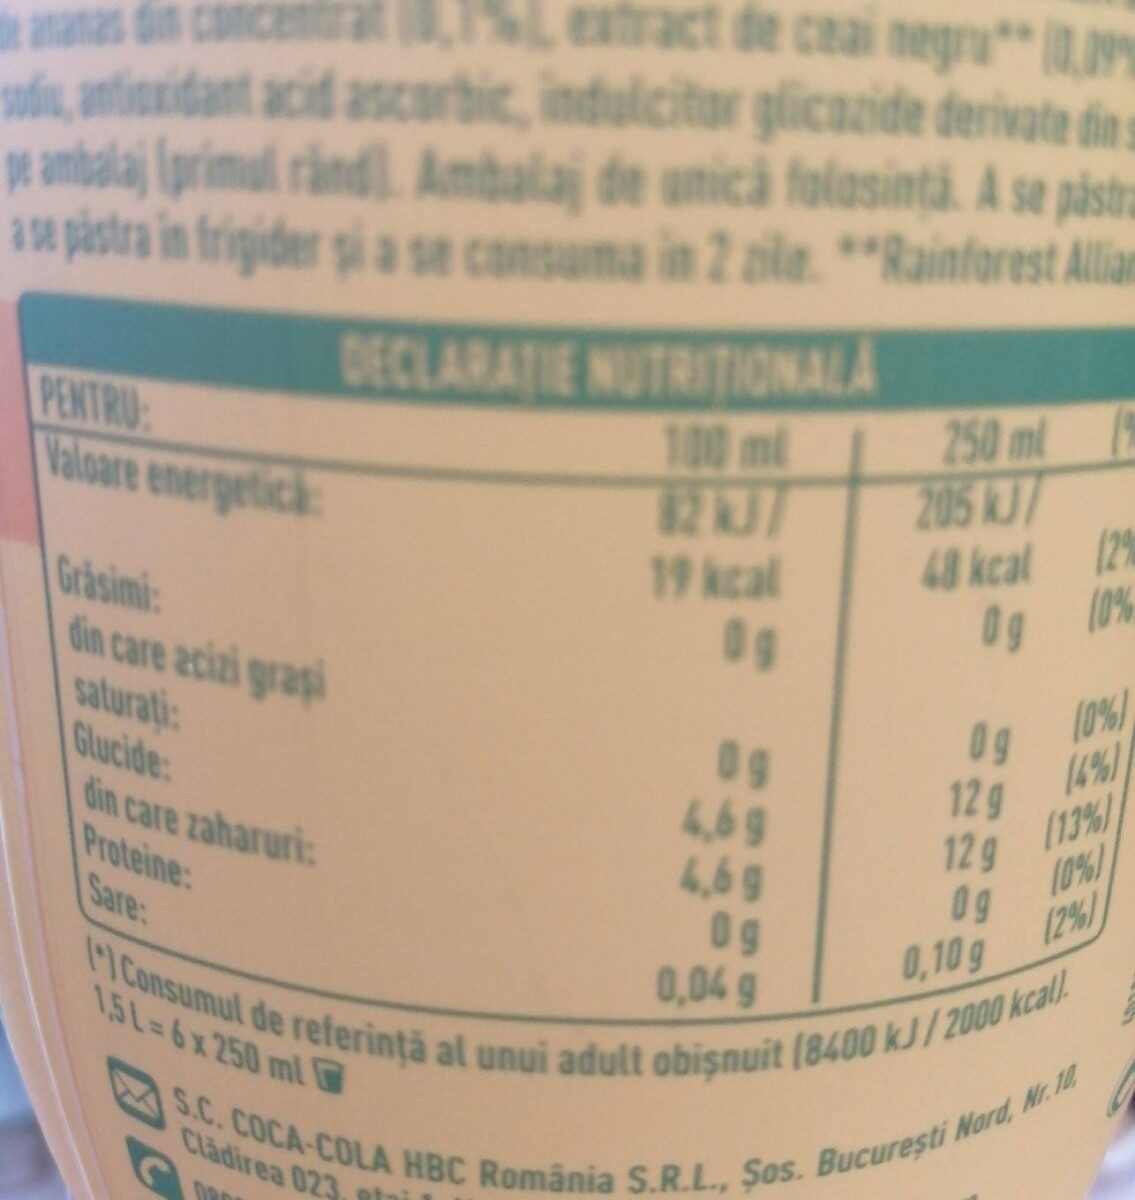 de ananas din concentrat (0,1%), extract de ceai negru** (0,09%
sodiu, antioxidant acid ascorbic, îndulcitor glicozide derivate din
pe ambalaj (primul rând). Ambalaj de unică folosință. A se păstra
a se păstra în frigider și a se consuma în 2 zile. **Rainforest Allian
DECLARAȚIE NUTRIȚIONALĂ
PENTRU: 100 ml 250 ml
Valoare energetică: 82 kJ/ 205 kJ/
19 kcal 48 kcal (2%
Grăsimi: 0 g 0 g (0%
din care acizi grași
saturați: 0 g 0 g (0%)
Glucide: 4,6 g 12 g (4%)
din care zaharuri: 4,6 g 12 g (13%)
Proteine: 0 g 0 g (0%)
Sare: 0,04 g 0,10 g (2%)
(*) Consumul de referință al unui adult obișnuit (8400 kJ / 2000 kcal).
1,5 L = 6 x 250 ml
S.C. COCA-COLA HBC România S.R.L., Șos. București Nord, Nr. 10,
Clădirea 023,